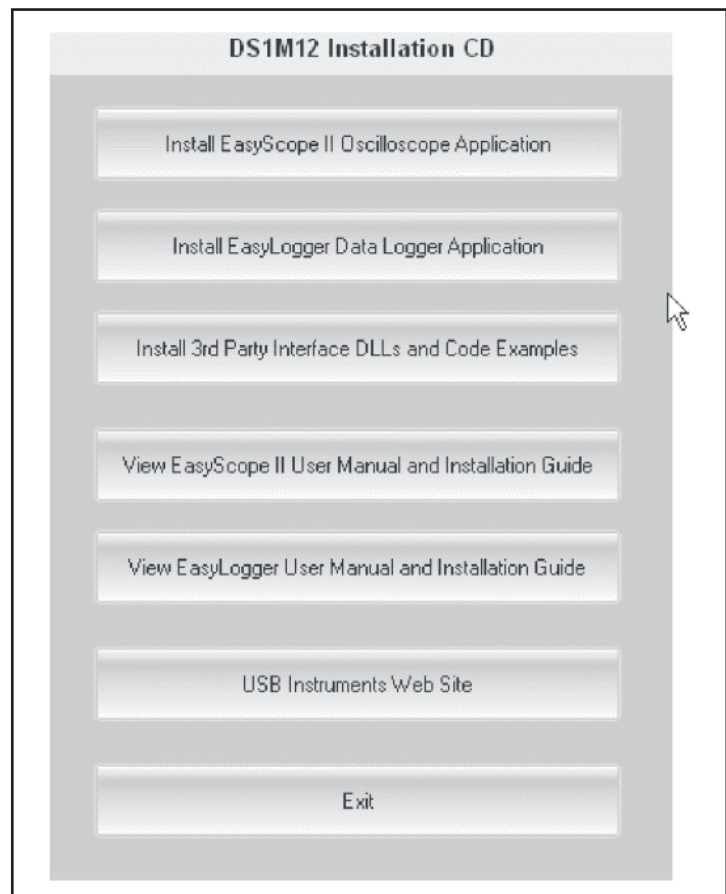 DS1M12 Installation CD
Install EasyScope II Oscilloscope Application
Install EasyLogger Data Logger Application
Install 3rd Party Interface DLLs and Code Examples
View EasyScope II User Manual and Installation Guide
View EasyLogger User Manual and Installation Guide
USB Instruments Web Site
Exit